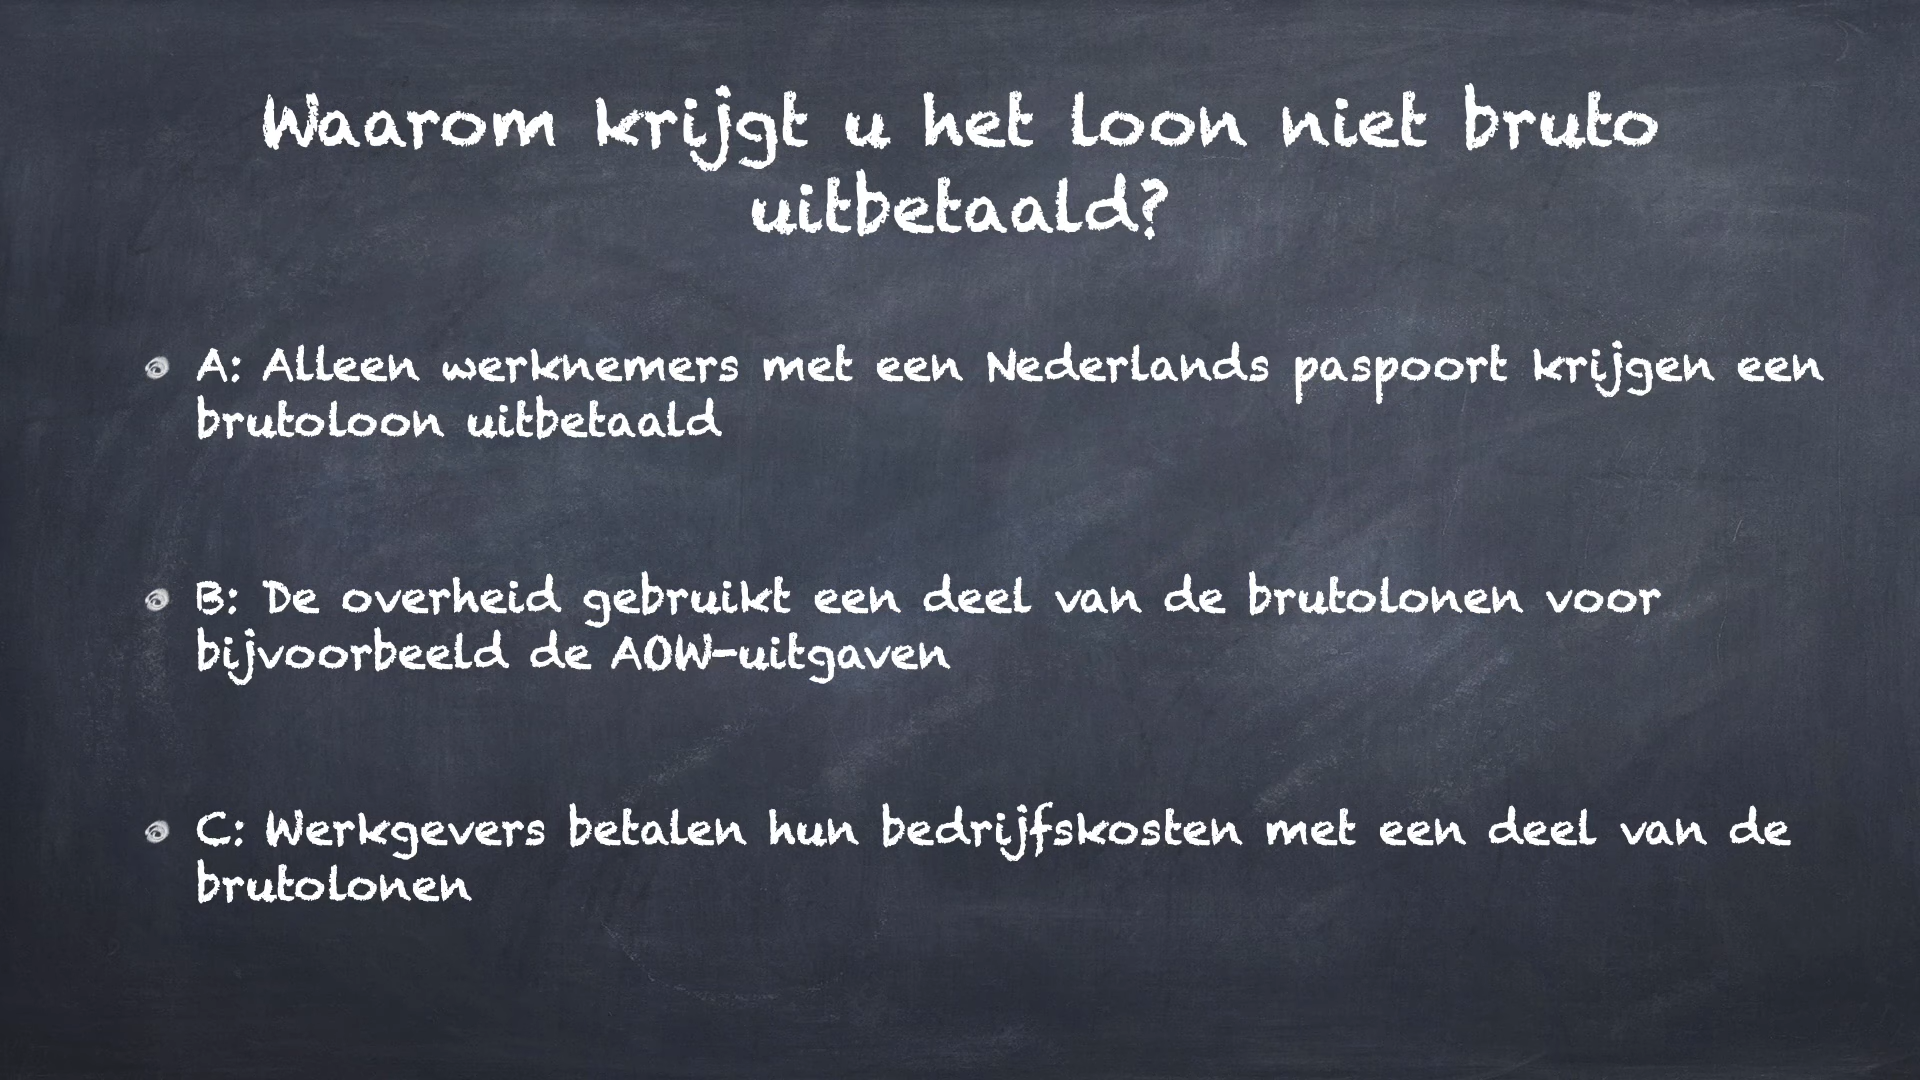 Waarom krijgt u het loon niet bruto
uitbetaald?
A: Alleen werknemers met een Nederlands paspoort krijgen een
brutoloon uitbetaald
B: De overheid gebruikt een deel van de brutolonen voor
bijvoorbeeld de AOW-uitgaven
C: Werkgevers betalen hun bedrijfskosten met een deel van de
brutolonen